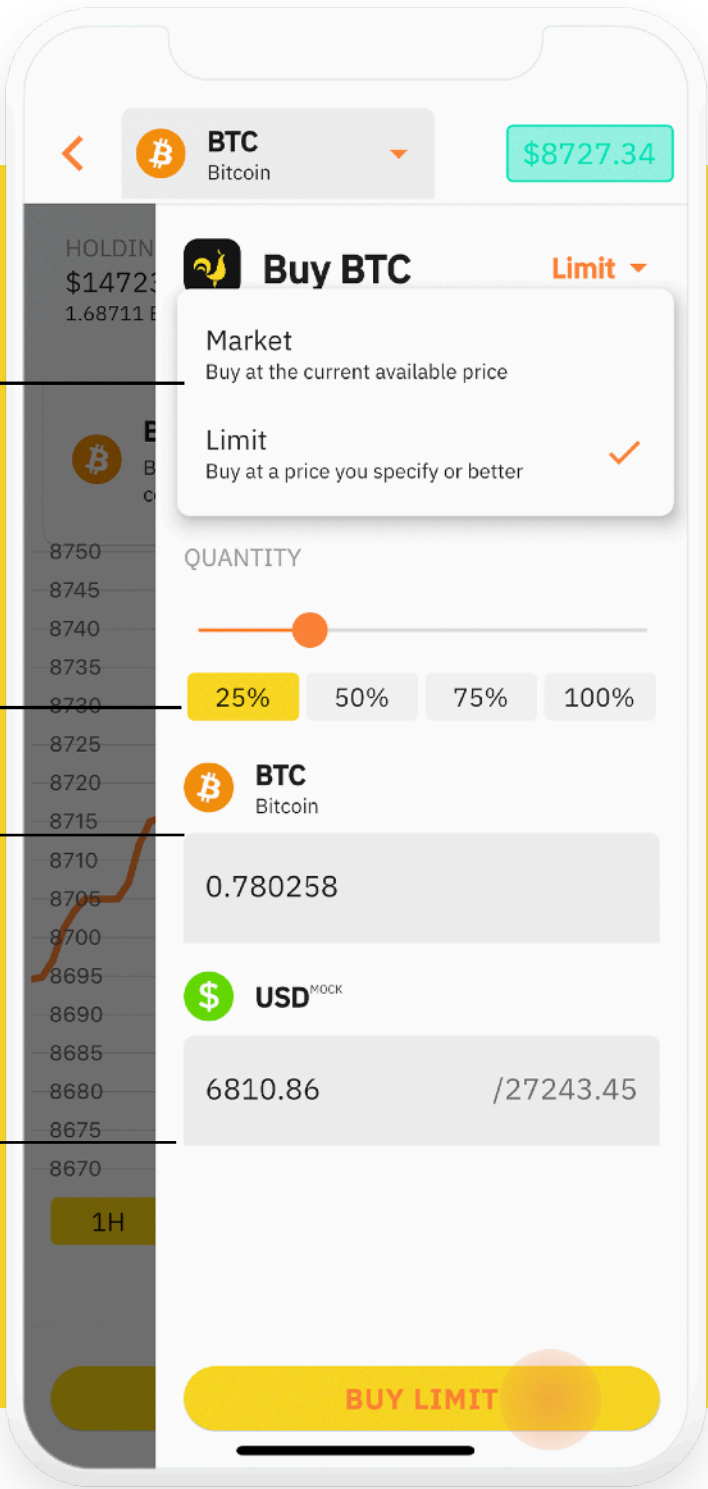 BTC
Bitcoin
$8727.34
HOLDIN
$14723
1.68711
Buy BTC
Limit
Market
Buy at the current available price
Limit
Buy at a price you specify or better
B
QUANTITY
25% 50% 75% 100%
BTC
Bitcoin
0.780258
USD MOCK
6810.86 /27243.45
8750
8745
8740
8735
8730
8725
8720
8715
8710
8705
8700
8695
8690
8685
8680
8675
8670
1H
BUY LIMIT